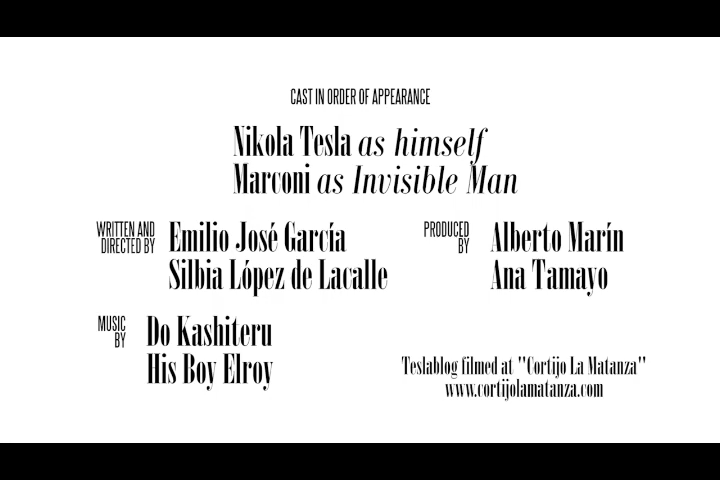 CAST IN ORDER OF APPEARANCE
Nikola Tesla as himself
Marconi as Invisible Man
WRITTEN AND
DIRECTED BY
Emilio José García
Silbia López de Lacalle
PRODUCED
BY
Alberto Marín
Ana Tamayo
MUSIC
BY
Do Kashiteru
His Boy Elroy
Teslablog filmed at "Cortijo La Matanza"
www.cortijolamatanza.com